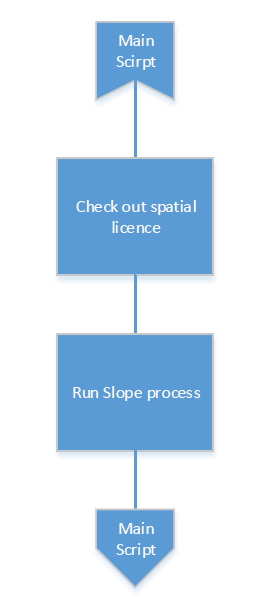 Main
Scirpt
Check out spatial
licence
Run Slope process
Main
Script